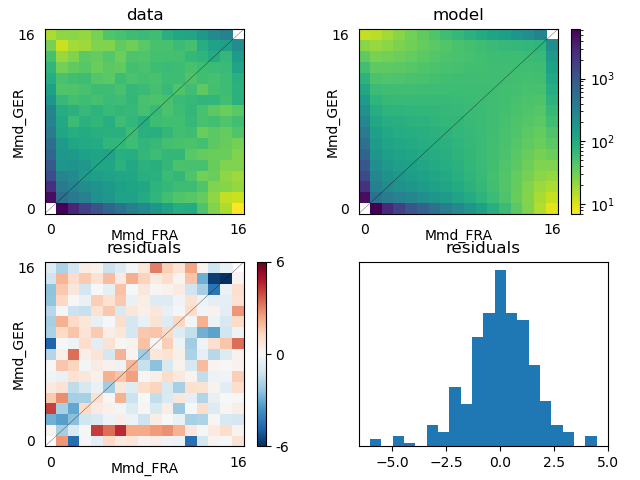 data
model
16
Mmd_GER
0
0
16
Mmd_FRA
16
Mmd_GER
0
0
16
Mmd_FRA
10³
10²
10¹
residuals
residuals
16
Mmd_GER
0
0
16
Mmd_FRA
6
0
-6
−5.0
−2.5
0.0
2.5
5.0